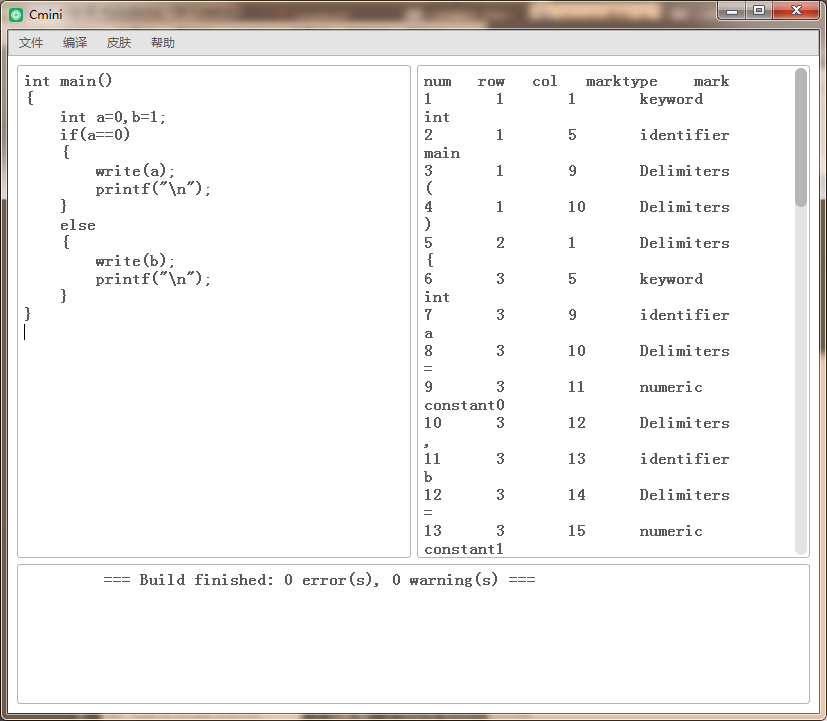 Cmini
文件 编译 皮肤 帮助
int main()
{
    int a=0,b=1;
    if(a==0)
    {
        write(a);
        printf("\n");
    }
    else
    {
        write(b);
        printf("\n");
    }
}
num row col marktype mark
1 1 1 keyword
int
2 1 5 identifier
main
3 1 9 Delimiters
(
4 1 10 Delimiters
)
5 2 1 Delimiters
{
6 3 5 keyword
int
7 3 9 identifier
a
8 3 10 Delimiters
=
9 3 11 numeric
constant0
10 3 12 Delimiters
,
11 3 13 identifier
b
12 3 14 Delimiters
=
13 3 15 numeric
constant1
=== Build finished: 0 error(s), 0 warning(s) ===